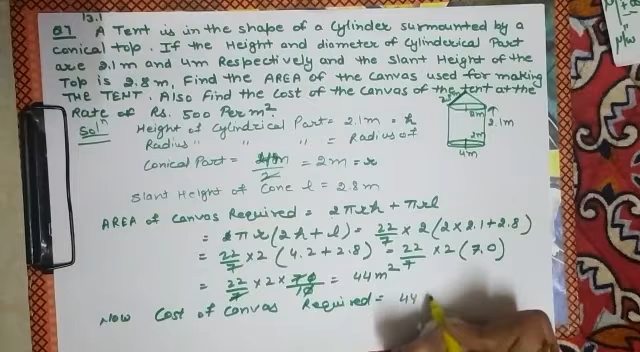 13.1
Q7 A Tent is in the shape of a Cylinder surmounted by a
conical top. If the Height and diameter of Cylindrical Part
are 2.1m and 4m Respectively and the slant Height of the
Top is 2.8m, Find the AREA of the Canvas used for making
THE TENT. Also find the Cost of the Canvas of the tent at the
Rate of Rs. 500 Per m².
Solⁿ
Height of Cylindrical Part = 2.1m = h
Radius " " " = Radius of
Conical Part = 4m/2 = 2m = r
Slant Height of Cone l = 2.8m
2m
2.1m
2m
4m
AREA of Canvas Required = 2πrh + πrl
= πr(2h+l) = 22/7 × 2(2×2.1+2.8)
= 22/7 ×2 (4.2+2.8) = 22/7 ×2(7.0)
= 22/7 × 2 × 70/10 = 44m²
Now Cost of Canvas Required = 44